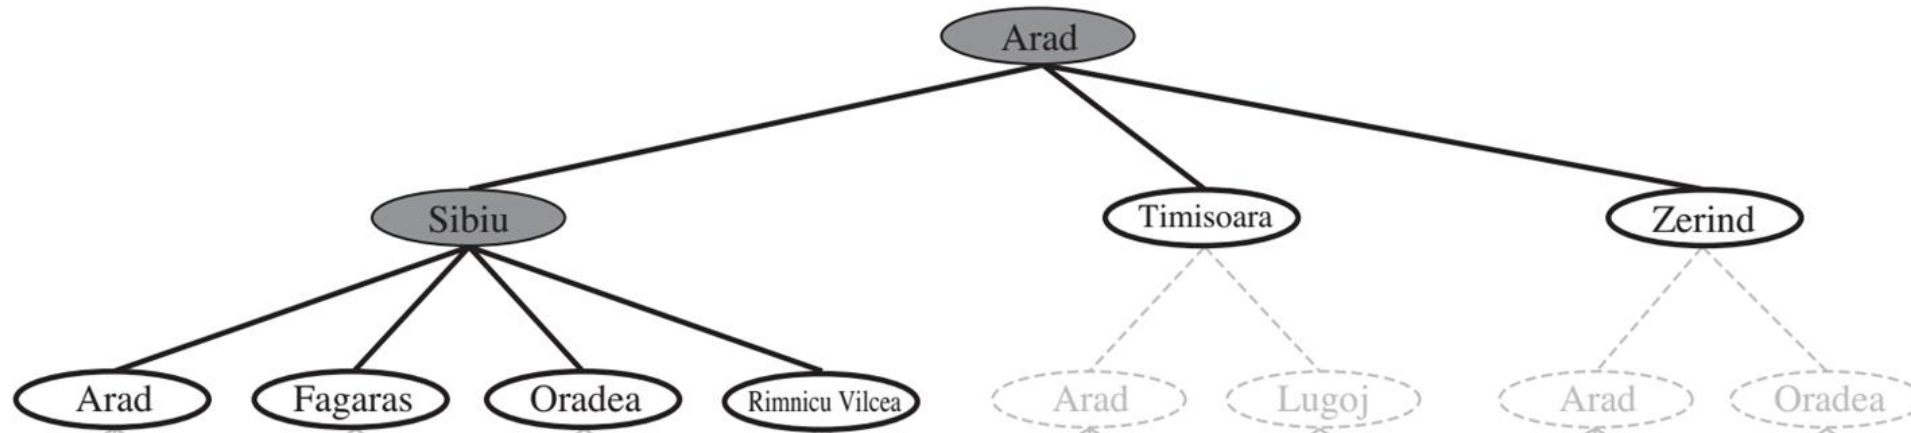 Arad
Sibiu Timisoara Zerind
Arad Fagaras Oradea Rimnicu Vilcea Arad Lugoj Arad Oradea